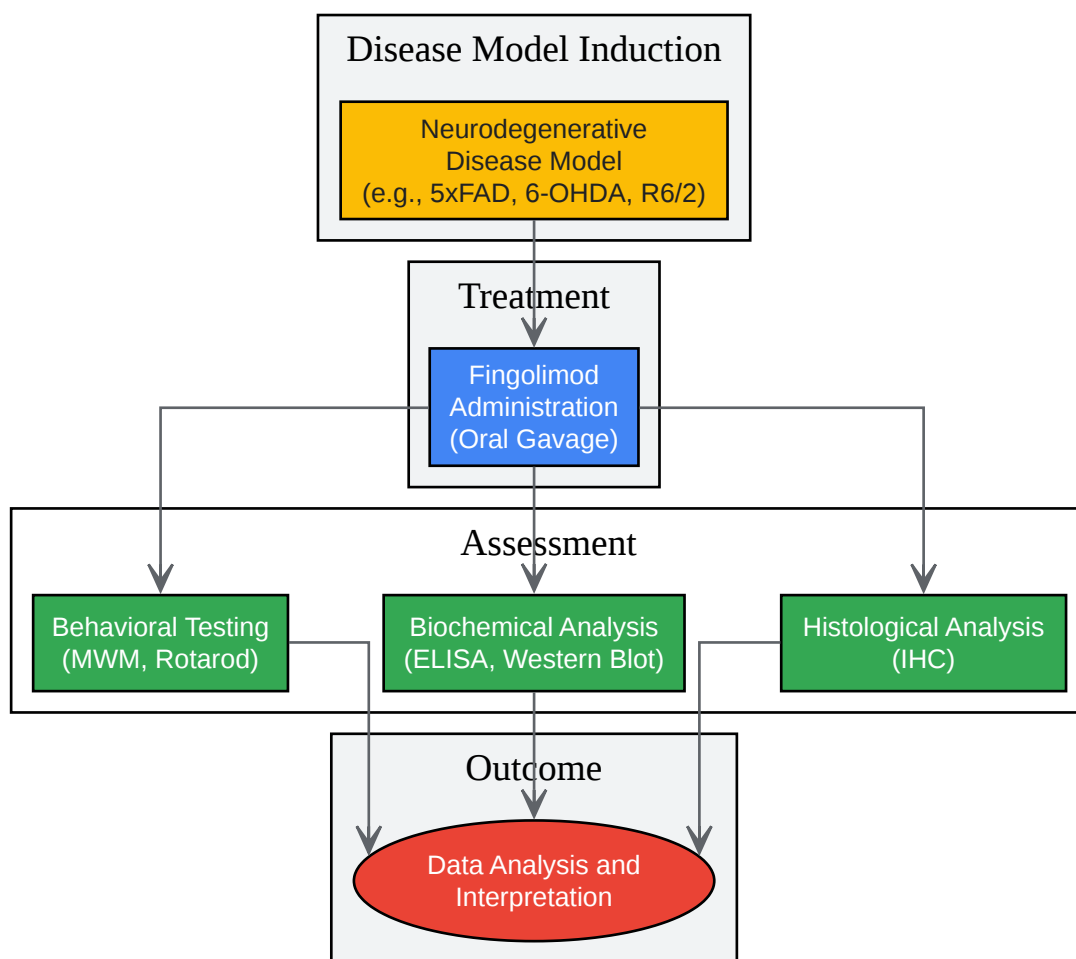 Disease Model Induction
Neurodegenerative
Disease Model
(e.g., 5xFAD, 6-OHDA, R6/2)
Treatment
Fingolimod
Administration
(Oral Gavage)
Assessment
Behavioral Testing
(MWM, Rotarod)
Biochemical Analysis
(ELISA, Western Blot)
Histological Analysis
(IHC)
Outcome
Data Analysis and
Interpretation